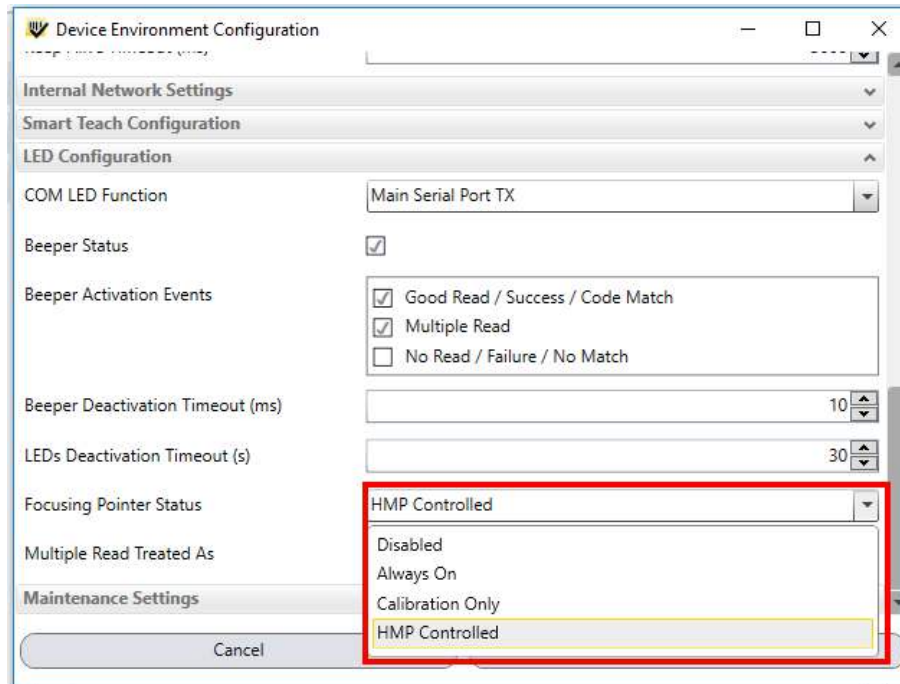 Device Environment Configuration
Internal Network Settings
Smart Teach Configuration
LED Configuration
COM LED Function Main Serial Port TX
Beeper Status
Beeper Activation Events
Good Read / Success / Code Match
Multiple Read
No Read / Failure / No Match
Beeper Deactivation Timeout (ms) 10
LEDs Deactivation Timeout (s) 30
Focusing Pointer Status HMP Controlled
Disabled
Multiple Read Treated As
Always On
Calibration Only
Maintenance Settings
HMP Controlled
Cancel